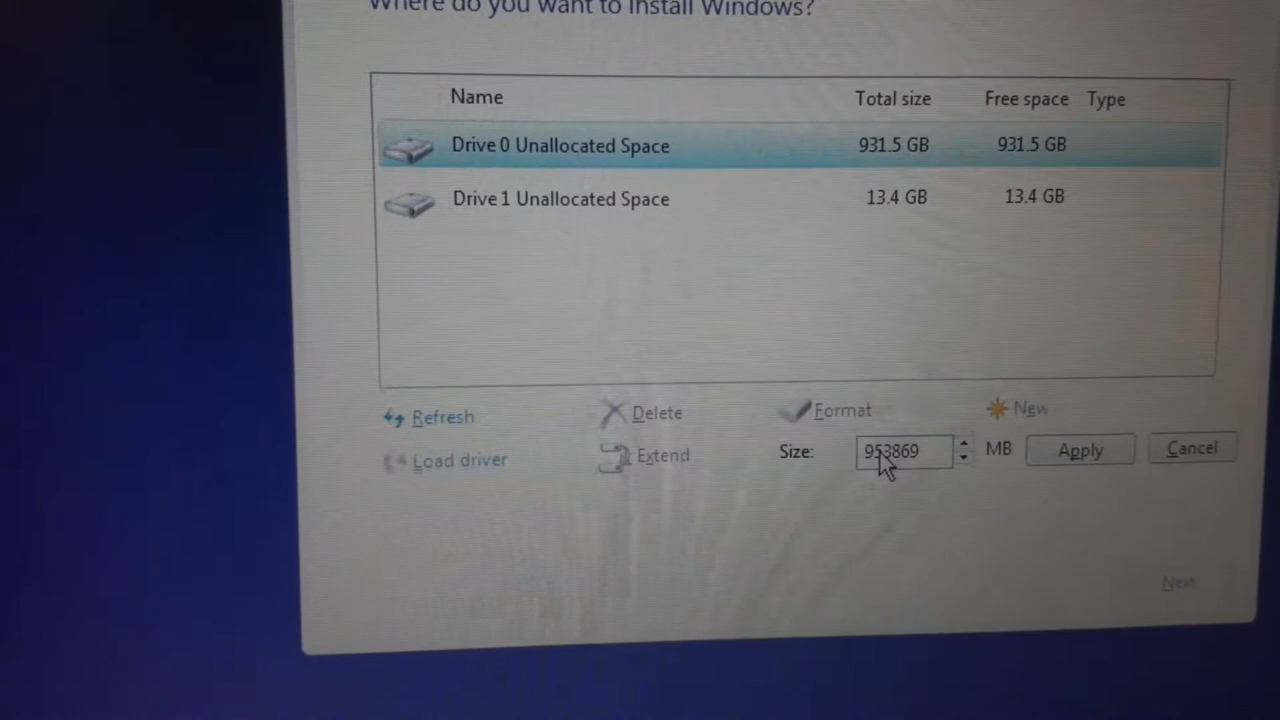 Where do you want to install Windows?
Name Total size Free space Type
Drive 0 Unallocated Space 931.5 GB 931.5 GB
Drive 1 Unallocated Space 13.4 GB 13.4 GB
Refresh Delete Format New
Load driver Extend Size: 953869 MB Apply Cancel
Next